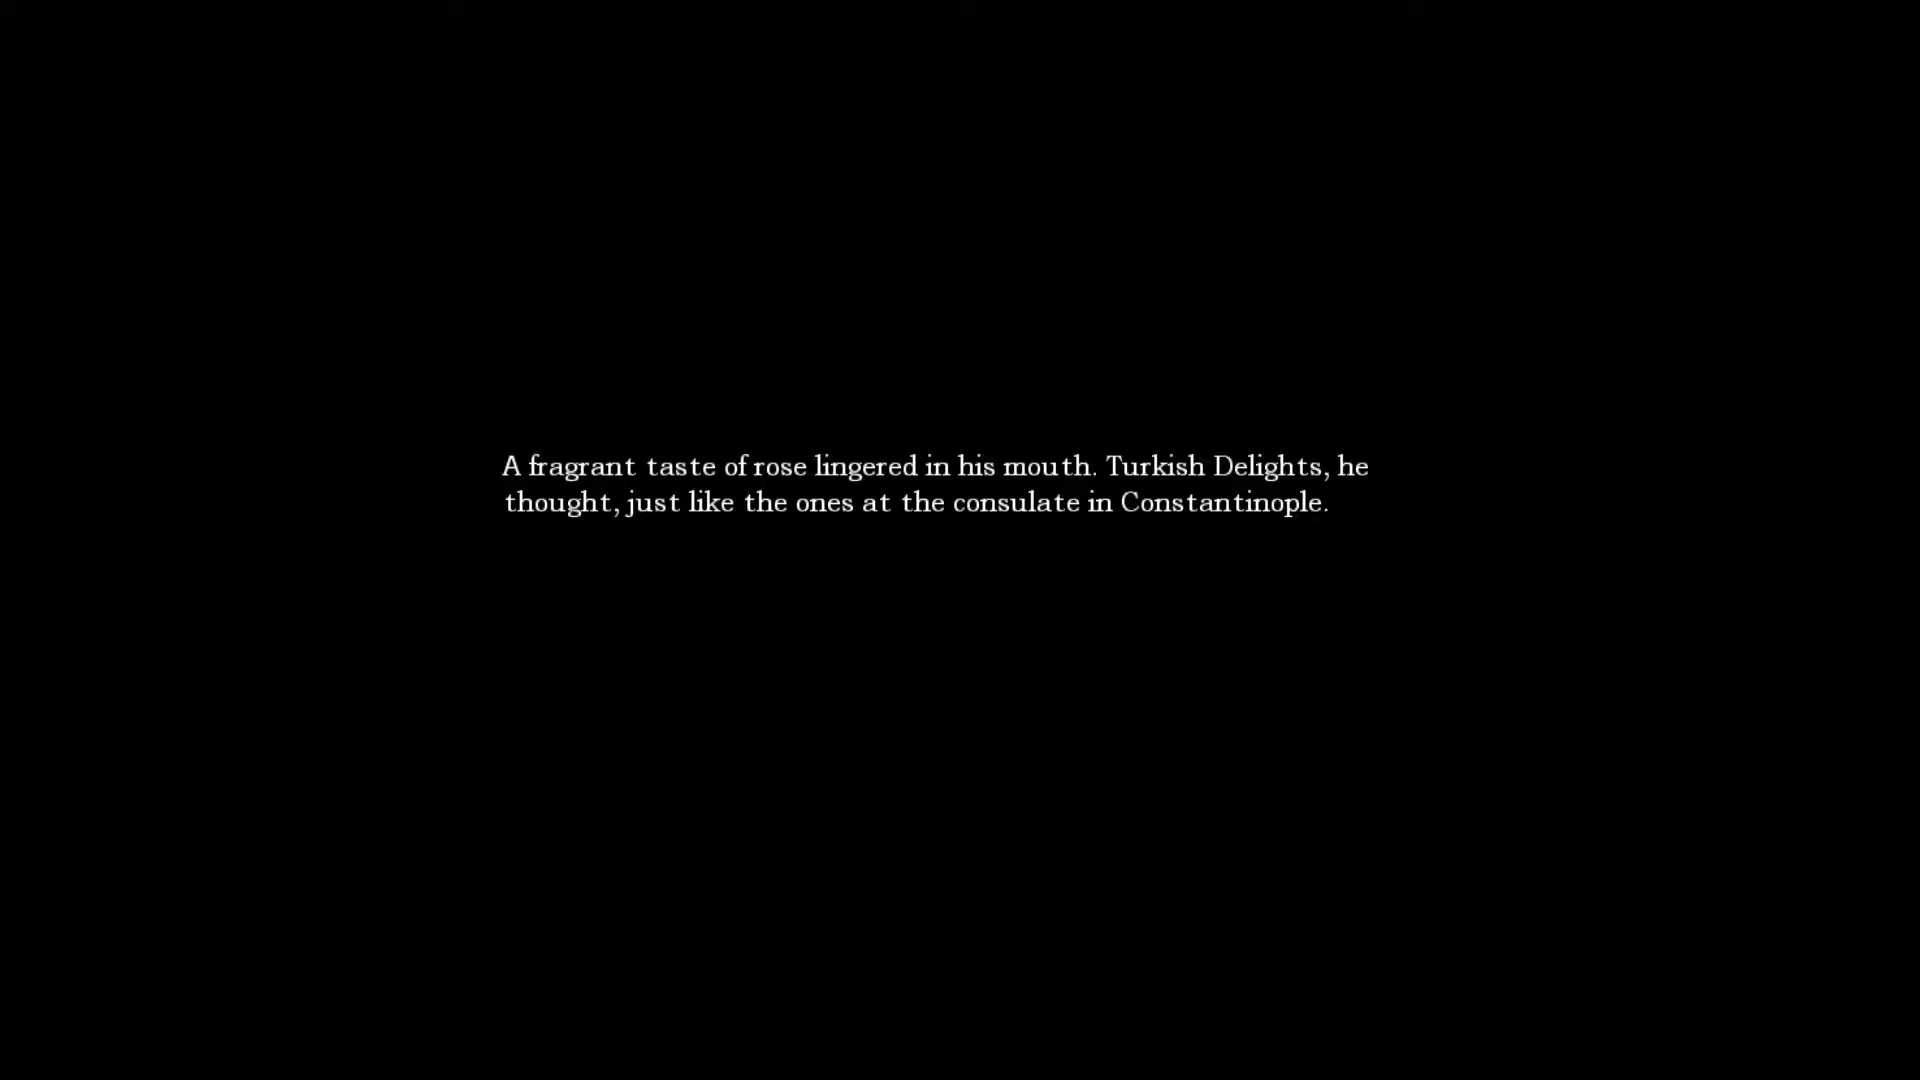 A fragrant taste of rose lingered in his mouth. Turkish Delights, he
thought, just like the ones at the consulate in Constantinople.